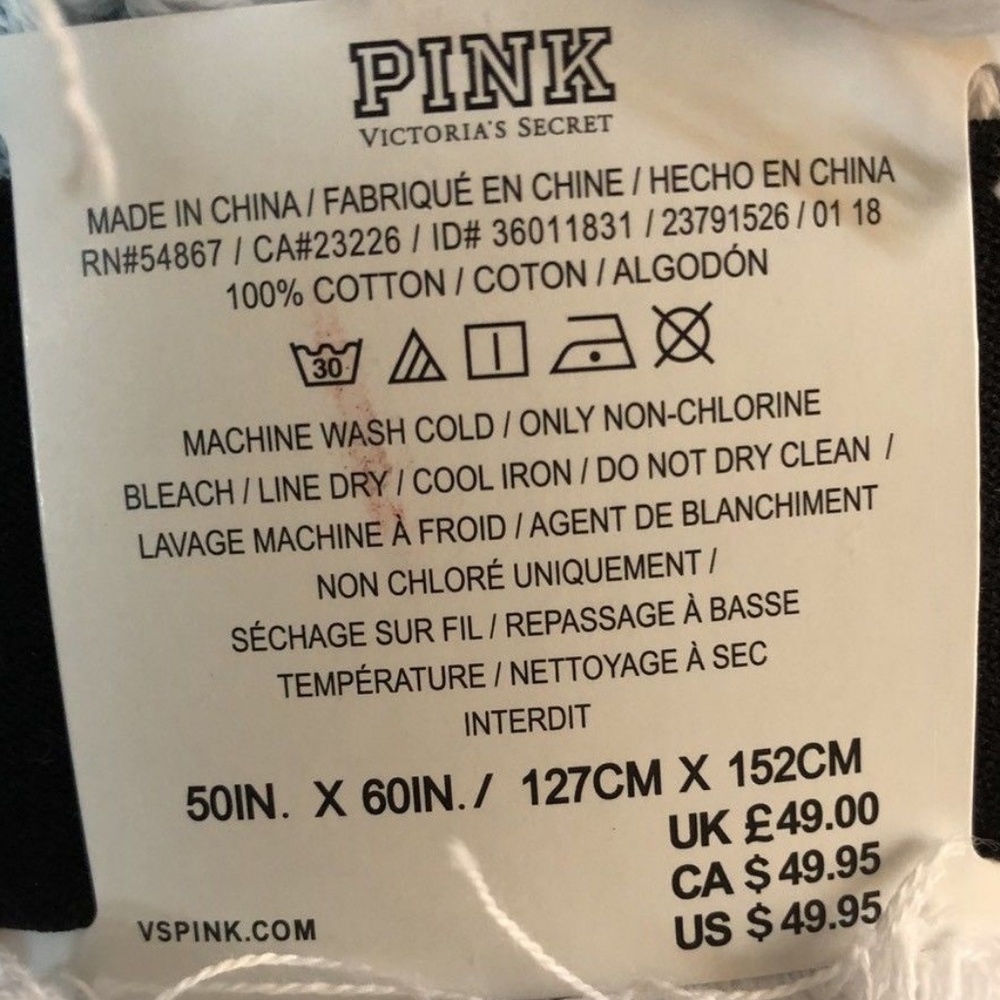 PINK
VICTORIA'S SECRET
MADE IN CHINA / FABRIQUÉ EN CHINE / HECHO EN CHINA
RN#54867 / CA#23226 / ID# 36011831 / 23791526 / 01 18
100% COTTON / COTON / ALGODÓN
30
MACHINE WASH COLD / ONLY NON-CHLORINE
BLEACH / LINE DRY / COOL IRON / DO NOT DRY CLEAN /
LAVAGE MACHINE À FROID / AGENT DE BLANCHIMENT
NON CHLORÉ UNIQUEMENT /
SÉCHAGE SUR FIL / REPASSAGE À BASSE
TEMPÉRATURE / NETTOYAGE À SEC
INTERDIT
50IN. X 60IN. / 127CM X 152CM
UK £49.00
CA $ 49.95
US $ 49.95
VSPINK.COM